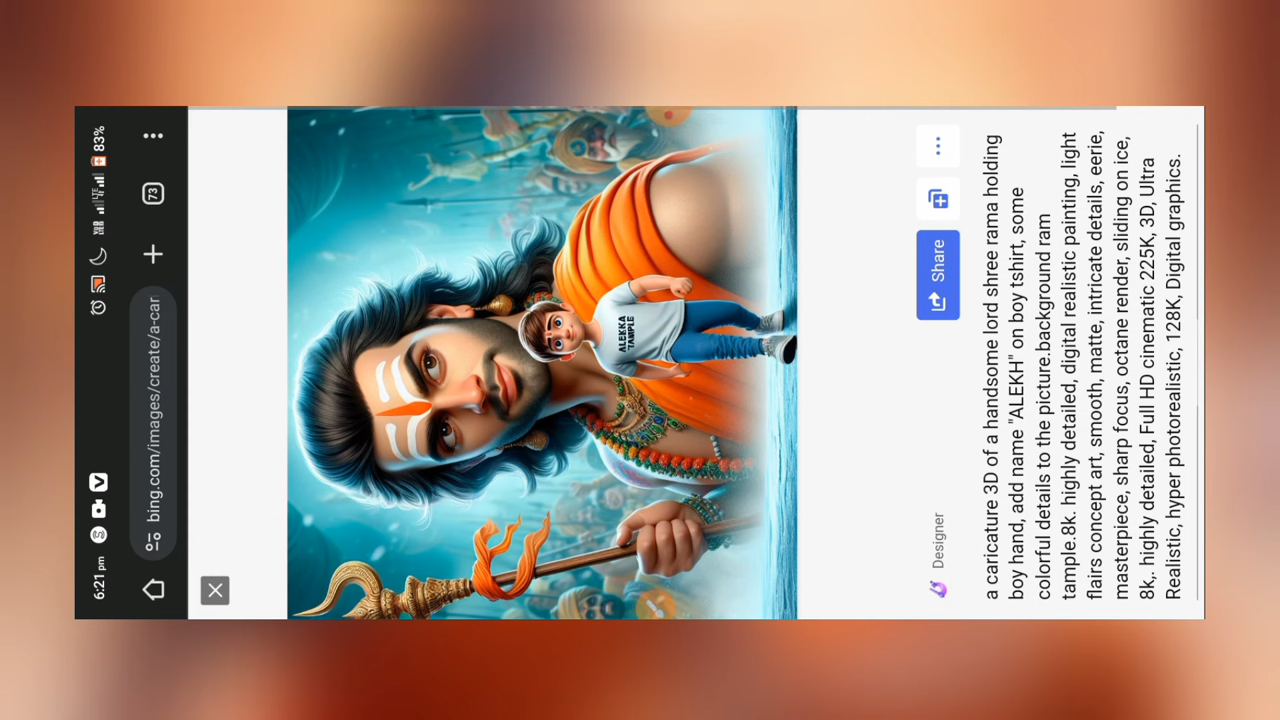 6:21 pm
VoLTE LTE 83%
bing.com/images/create/a-car
73
ALEKKA
TAMPLE
Designer
Share
a caricature 3D of a handsome lord shree rama holding
boy hand, add name "ALEKH" on boy tshirt, some
colorful details to the picture.background ram
tample.8k. highly detailed, digital realistic painting, light
flairs concept art, smooth, matte, intricate details, eerie,
masterpiece, sharp focus, octane render, sliding on ice,
8k,. highly detailed, Full HD cinematic 225K, 3D, Ultra
Realistic, hyper photorealistic, 128K, Digital graphics.